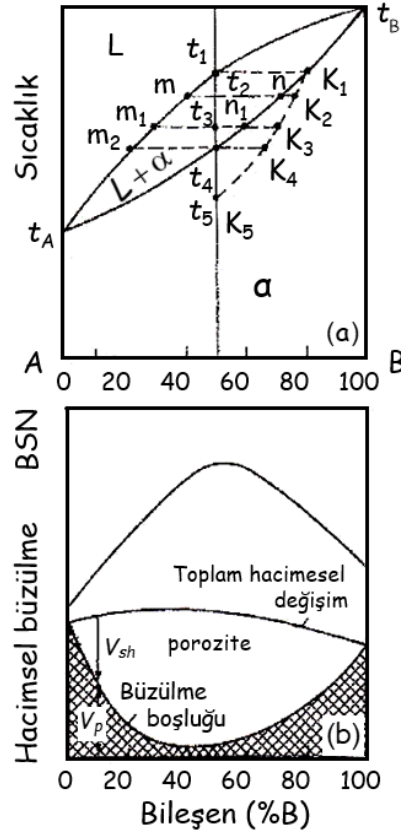 t_B
L
t_1
K_1
m
t_2
n
K_2
m_1
t_3
n_1
K_3
m_2
K_4
L+α
t_4
t_A
t_5
K_5
α
(a)
Sıcaklık
A
B
0 20 40 60 80 100
BSN
Hacimsel büzülme
Toplam hacimesel
değişim
V_sh
porozite
Büzülme
boşluğu
V_p
(b)
0 20 40 60 80 100
Bileşen (%B)